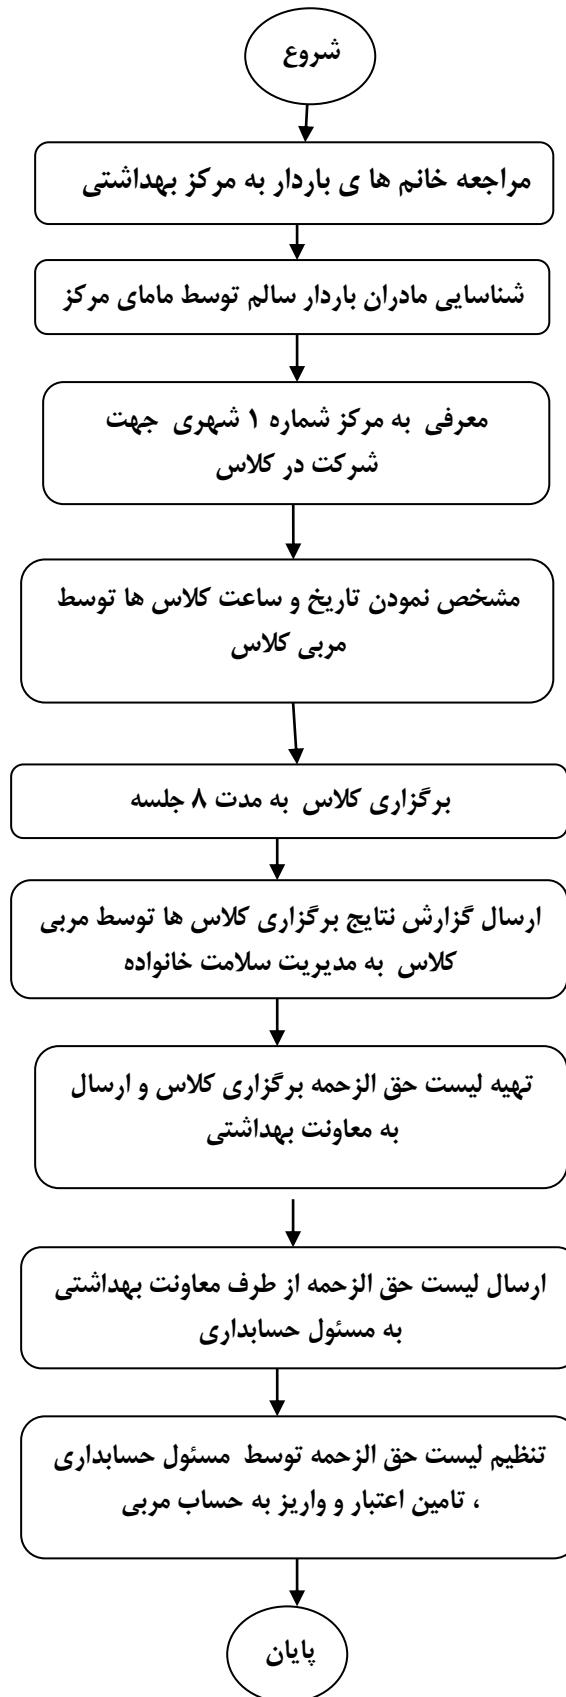 شروع
مراجعه خانم ها ی باردار به مرکز بهداشتی
شناسایی مادران باردار سالم توسط مامای مرکز
معرفی به مرکز شماره ۱ شهری جهت
شرکت در کلاس
مشخص نمودن تاریخ و ساعت کلاس ها توسط
مربی کلاس
برگزاری کلاس به مدت ۸ جلسه
ارسال گزارش نتایج برگزاری کلاس ها توسط مربی
کلاس به مدیریت سلامت خانواده
تهیه لیست حق الزحمه برگزاری کلاس و ارسال
به معاونت بهداشتی
ارسال لیست حق الزحمه از طرف معاونت بهداشتی
به مسئول حسابداری
تنظیم لیست حق الزحمه توسط مسئول حسابداری
، تامین اعتبار و واریز به حساب مربی
پایان